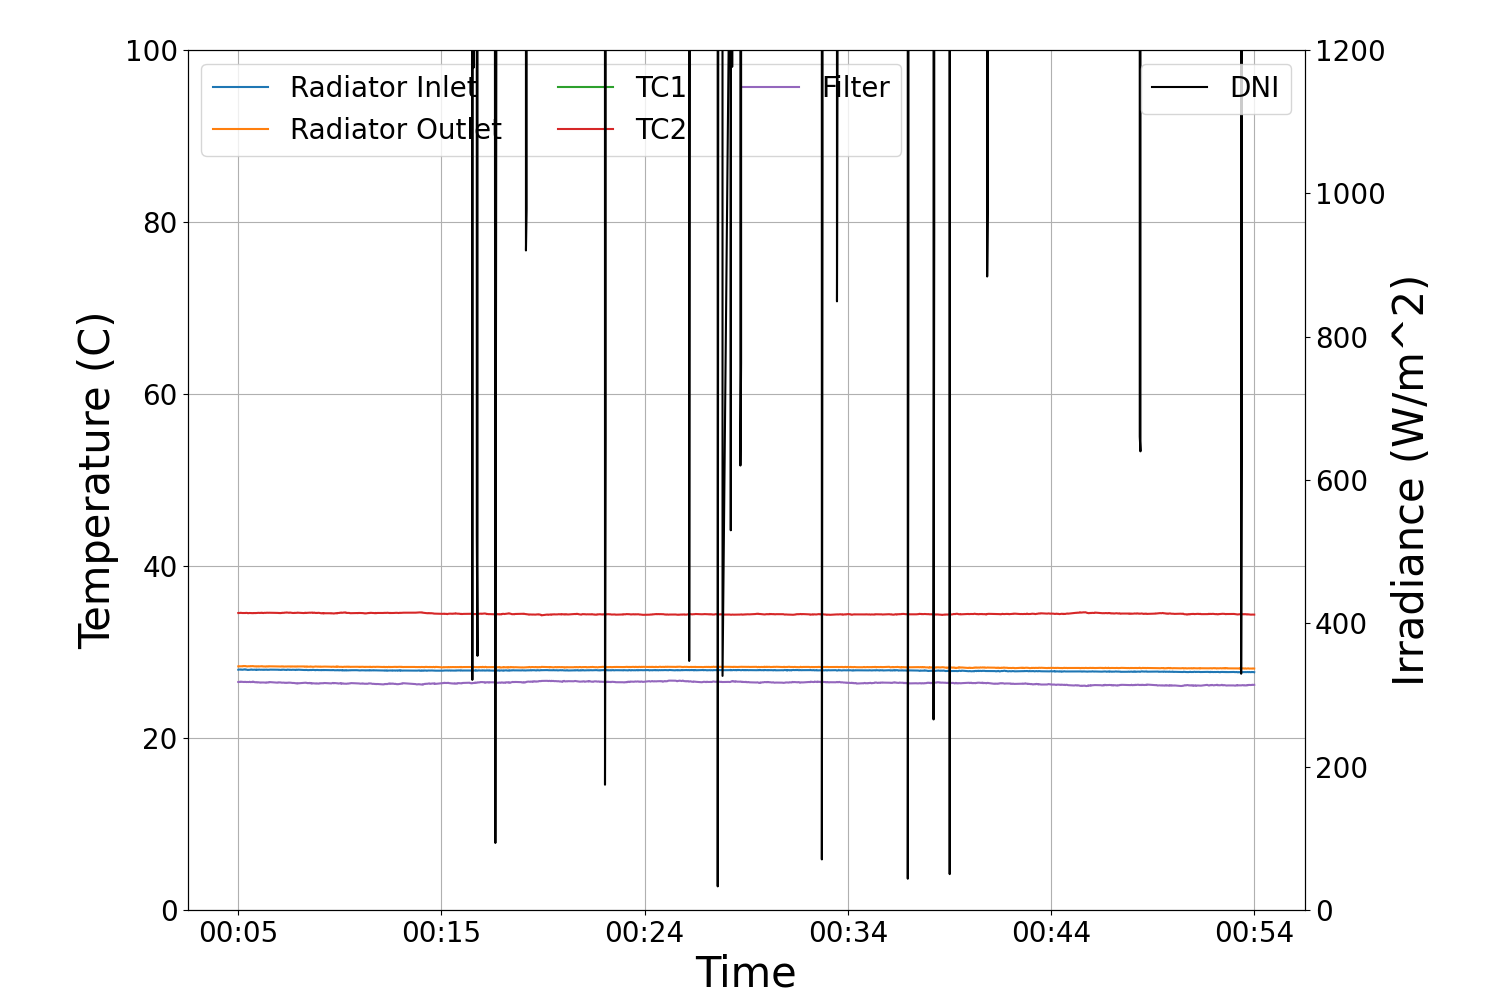 100
80
60
40
20
0
Temperature (C)
Radiator Inlet
Radiator Outlet
TC1
TC2
Filter
DNI
1200
1000
800
600
400
200
0
Irradiance (W/m^2)
00:05
00:15
00:24
00:34
00:44
00:54
Time